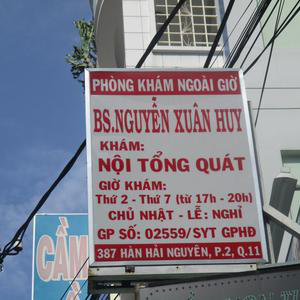 PHÒNG KHÁM NGOÀI GIỜ
BS.NGUYỄN XUÂN HUY
KHÁM:
NỘI TỔNG QUÁT
GIỜ KHÁM:
Thứ 2 - Thứ 7 (từ 17h - 20h)
CHỦ NHẬT - LỄ: NGHỈ
GP SỐ: 02559/SYT GPHĐ
387 HÀN HẢI NGUYÊN, P.2, Q.11
CẦM